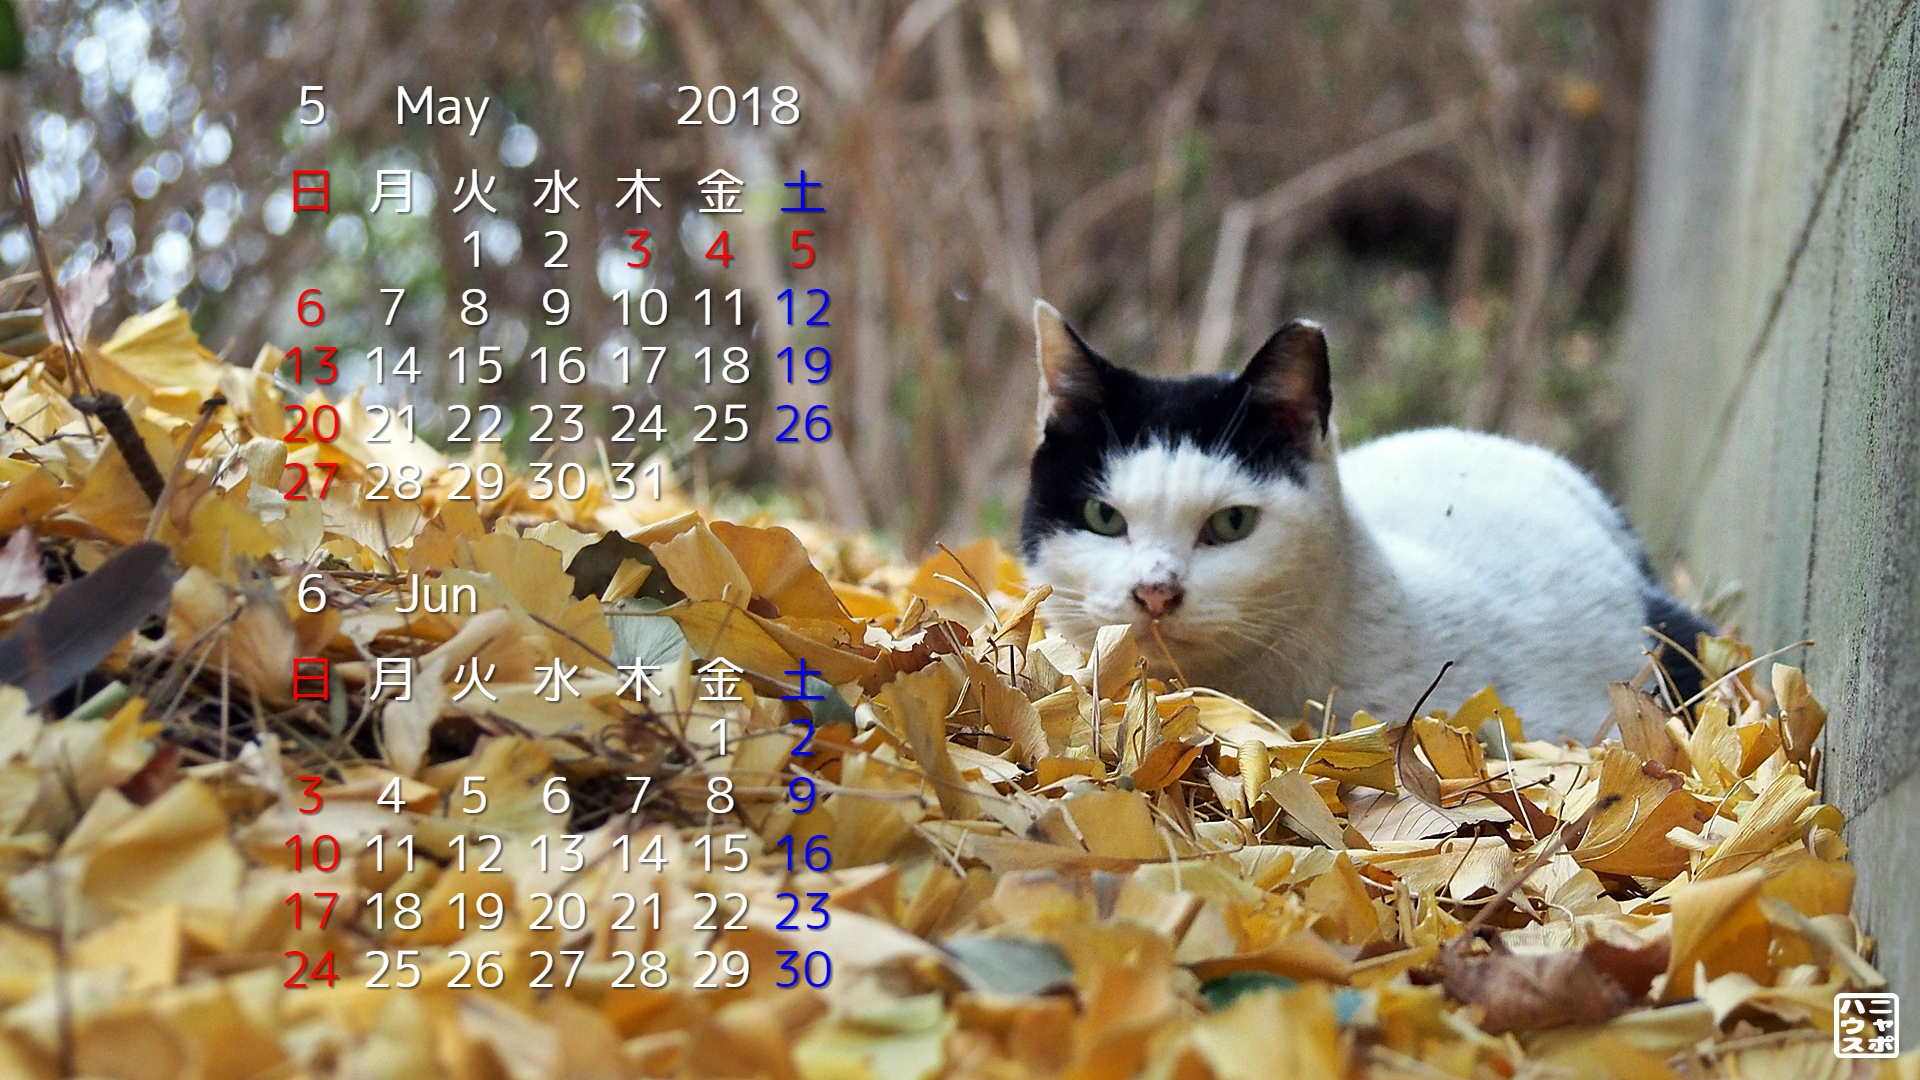 5 May 2018
日 月 火 水 木 金 土
1 2 3 4 5
6 7 8 9 10 11 12
13 14 15 16 17 18 19
20 21 22 23 24 25 26
27 28 29 30 31
6 Jun
日 月 火 水 木 金 土
1 2
3 4 5 6 7 8 9
10 11 12 13 14 15 16
17 18 19 20 21 22 23
24 25 26 27 28 29 30
ニャポ
ハウス